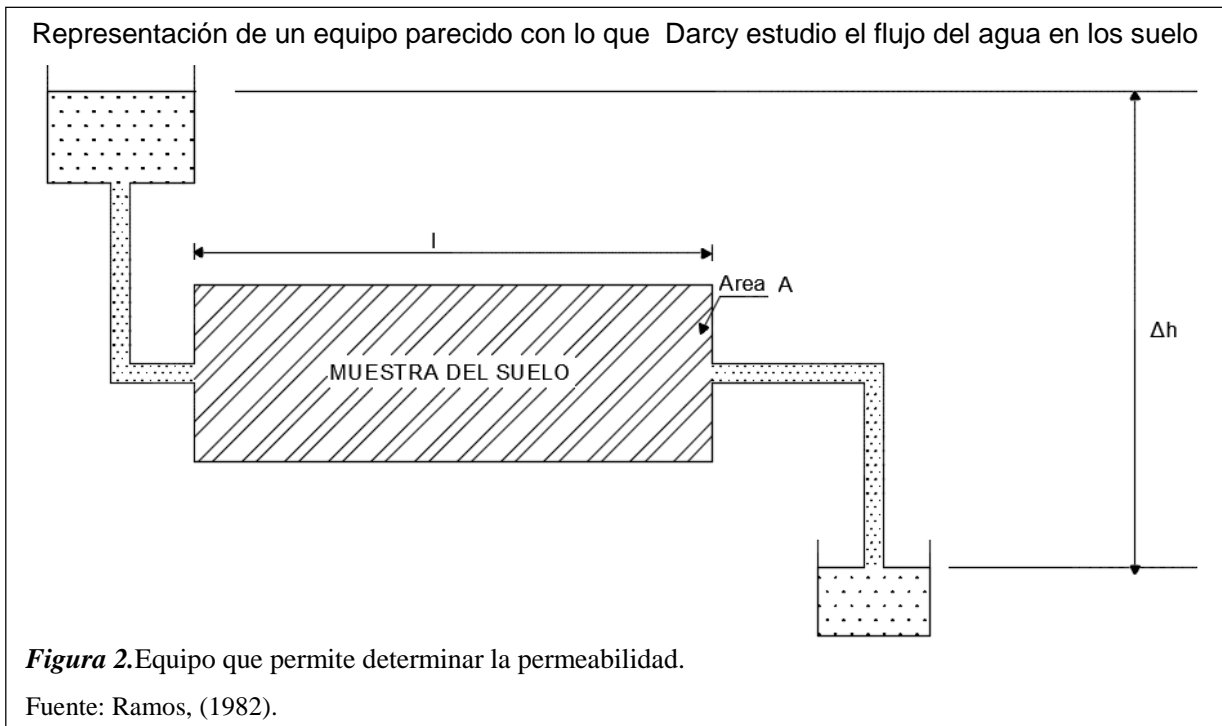 Representación de un equipo parecido con lo que Darcy estudio el flujo del agua en los suelo
l
Area A
Δh
MUESTRA DEL SUELO
Figura 2.Equipo que permite determinar la permeabilidad.
Fuente: Ramos, (1982).